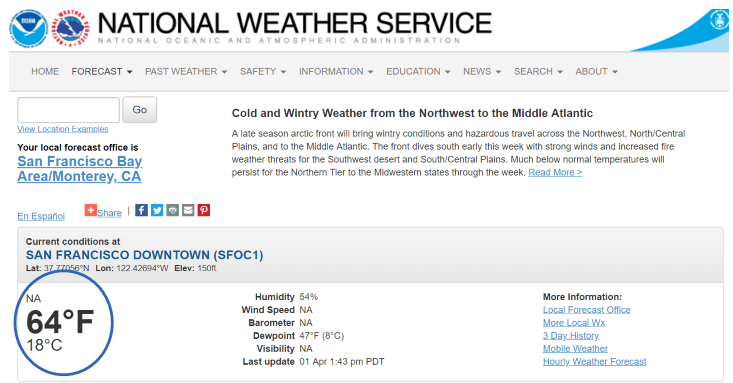 NOAA
NATIONAL WEATHER SERVICE
NATIONAL OCEANIC AND ATMOSPHERIC ADMINISTRATION
HOME FORECAST PAST WEATHER SAFETY INFORMATION EDUCATION NEWS SEARCH ABOUT
Go
View Location Examples
Your local forecast office is
San Francisco Bay
Area/Monterey, CA
En Español
Share |
Cold and Wintry Weather from the Northwest to the Middle Atlantic
A late season arctic front will bring wintry conditions and hazardous travel across the Northwest, North/Central
Plains, and to the Middle Atlantic. The front dives south early this week with strong winds and increased fire
weather threats for the Southwest desert and South/Central Plains. Much below normal temperatures will
persist for the Northern Tier to the Midwestern states through the week. Read More >
Current conditions at
SAN FRANCISCO DOWNTOWN (SFOC1)
Lat: 37.77056°N Lon: 122.42694°W Elev: 150ft.
NA
64°F
18°C
Humidity 54%
Wind Speed NA
Barometer NA
Dewpoint 47°F (8°C)
Visibility NA
Last update 01 Apr 1:43 pm PDT
More Information:
Local Forecast Office
More Local Wx
3 Day History
Mobile Weather
Hourly Weather Forecast